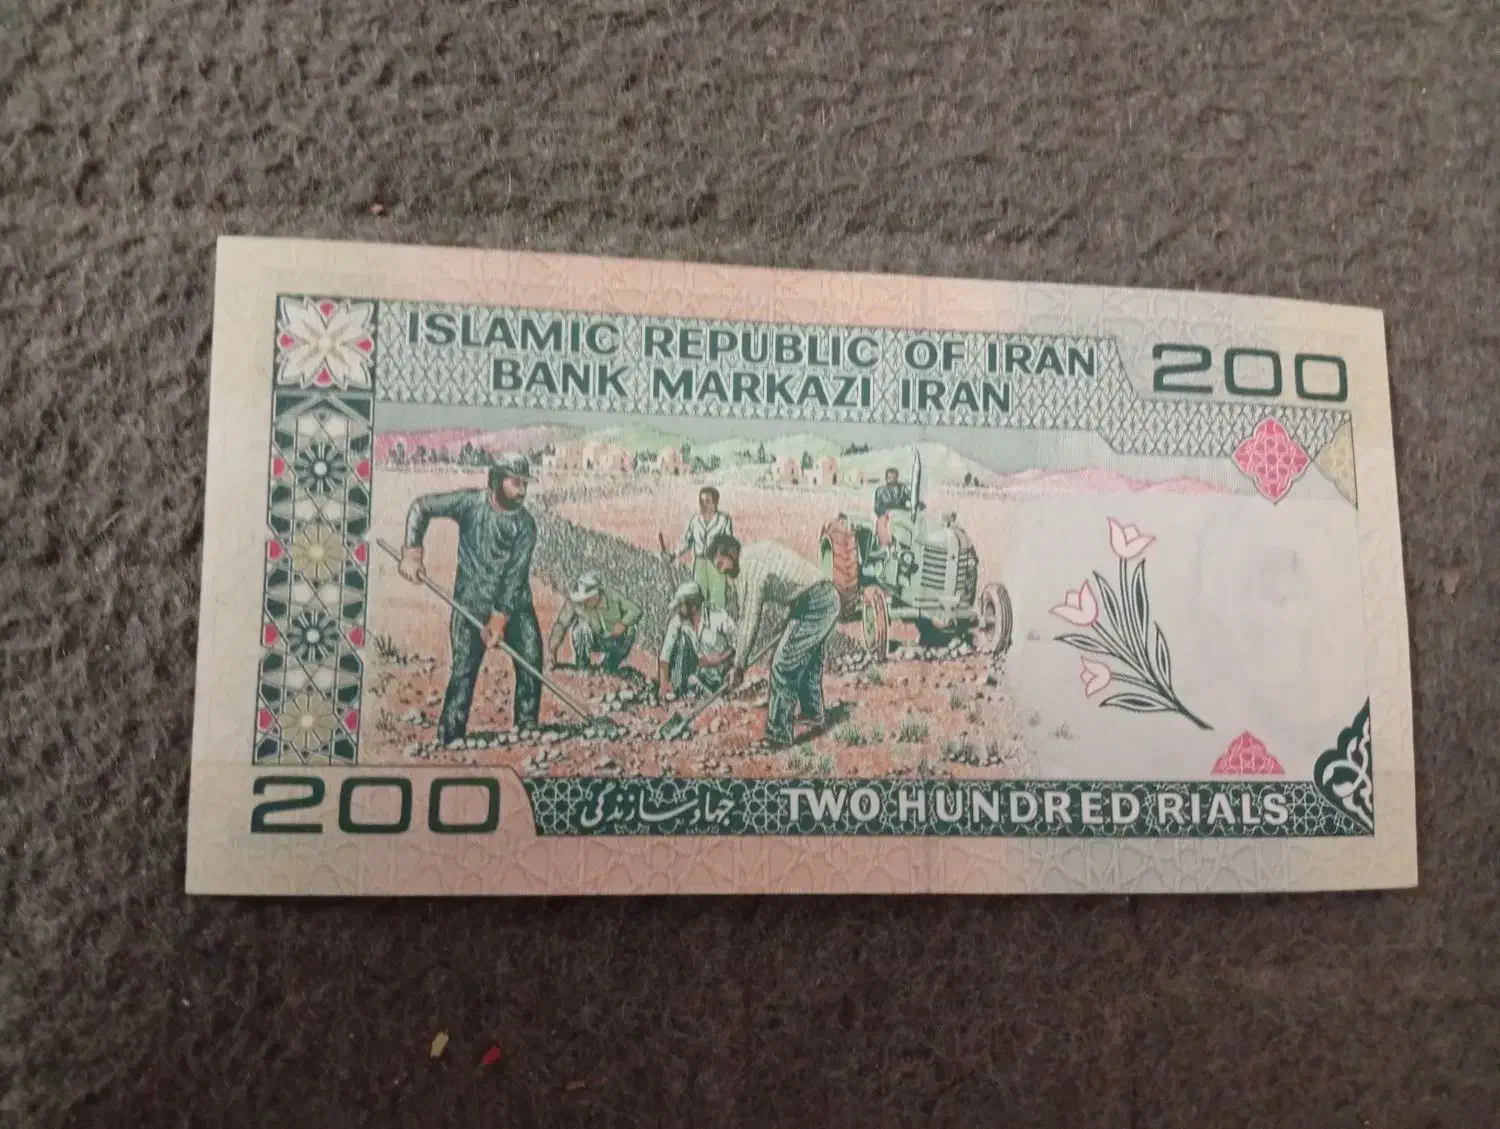 ISLAMIC REPUBLIC OF IRAN
BANK MARKAZI IRAN
200
200
جهاد سازندگی
TWO HUNDRED RIALS